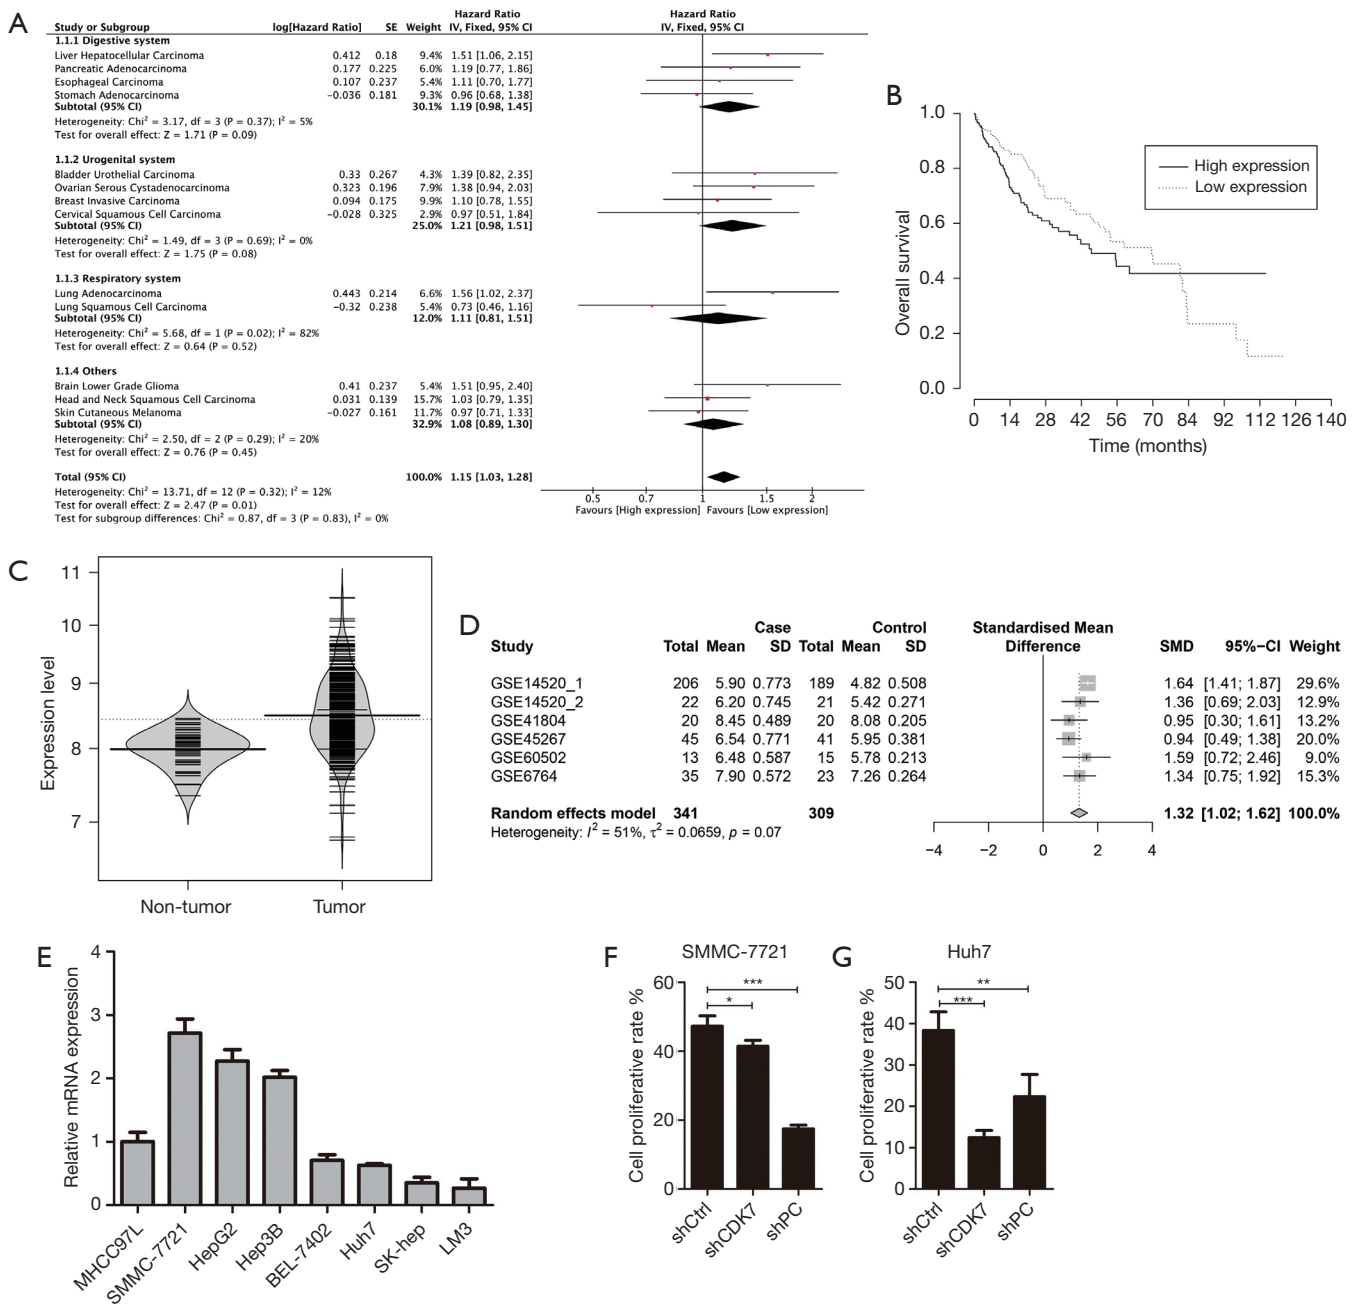 A
Hazard Ratio Hazard Ratio
Study or Subgroup log[Hazard Ratio] SE Weight IV, Fixed, 95% CI IV, Fixed, 95% CI
1.1.1 Digestive system
Liver Hepatocellular Carcinoma 0.412 0.18 9.4% 1.51 [1.06, 2.15]
Pancreatic Adenocarcinoma 0.177 0.225 6.0% 1.19 [0.77, 1.86]
Esophageal Carcinoma 0.107 0.237 5.4% 1.11 [0.70, 1.77]
Stomach Adenocarcinoma −0.036 0.181 9.3% 0.96 [0.68, 1.38]
Subtotal (95% CI) 30.1% 1.19 [0.98, 1.45]
Heterogeneity: Chi² = 3.17, df = 3 (P = 0.37); I² = 5%
Test for overall effect: Z = 1.71 (P = 0.09)
1.1.2 Urogenital system
Bladder Urothelial Carcinoma 0.33 0.267 4.3% 1.39 [0.82, 2.35]
Ovarian Serous Cystadenocarcinoma 0.323 0.196 7.9% 1.38 [0.94, 2.03]
Breast Invasive Carcinoma 0.094 0.175 9.9% 1.10 [0.78, 1.55]
Cervical Squamous Cell Carcinoma −0.028 0.325 2.9% 0.97 [0.51, 1.84]
Subtotal (95% CI) 25.0% 1.21 [0.98, 1.51]
Heterogeneity: Chi² = 1.49, df = 3 (P = 0.69); I² = 0%
Test for overall effect: Z = 1.75 (P = 0.08)
1.1.3 Respiratory system
Lung Adenocarcinoma 0.443 0.214 6.6% 1.56 [1.02, 2.37]
Lung Squamous Cell Carcinoma −0.32 0.238 5.4% 0.73 [0.46, 1.16]
Subtotal (95% CI) 12.0% 1.11 [0.81, 1.51]
Heterogeneity: Chi² = 5.68, df = 1 (P = 0.02); I² = 82%
Test for overall effect: Z = 0.64 (P = 0.52)
1.1.4 Others
Brain Lower Grade Glioma 0.41 0.237 5.4% 1.51 [0.95, 2.40]
Head and Neck Squamous Cell Carcinoma 0.031 0.139 15.7% 1.03 [0.79, 1.35]
Skin Cutaneous Melanoma −0.027 0.161 11.7% 0.97 [0.71, 1.33]
Subtotal (95% CI) 32.9% 1.08 [0.89, 1.30]
Heterogeneity: Chi² = 2.50, df = 2 (P = 0.29); I² = 20%
Test for overall effect: Z = 0.76 (P = 0.45)
Total (95% CI) 100.0% 1.15 [1.03, 1.28]
Heterogeneity: Chi² = 13.71, df = 12 (P = 0.32); I² = 12%
Test for overall effect: Z = 2.47 (P = 0.01)
Test for subgroup differences: Chi² = 0.87, df = 3 (P = 0.83), I² = 0%
0.5 0.7 1 1.5 2
Favours [High expression] Favours [Low expression]
B
Overall survival
1.0
0.8
0.6
0.4
0.2
0.0
High expression
Low expression
0 14 28 42 56 70 84 92 112 126 140
Time (months)
C
Expression level
11
10
9
8
7
Non-tumor Tumor
D
Case Control Standardised Mean
Study Total Mean SD Total Mean SD Difference SMD 95%−CI Weight
GSE14520_1 206 5.90 0.773 189 4.82 0.508 1.64 [1.41; 1.87] 29.6%
GSE14520_2 22 6.20 0.745 21 5.42 0.271 1.36 [0.69; 2.03] 12.9%
GSE41804 20 8.45 0.489 20 8.08 0.205 0.95 [0.30; 1.61] 13.2%
GSE45267 45 6.54 0.771 41 5.95 0.381 0.94 [0.49; 1.38] 20.0%
GSE60502 13 6.48 0.587 15 5.78 0.213 1.59 [0.72; 2.46] 9.0%
GSE6764 35 7.90 0.572 23 7.26 0.264 1.34 [0.75; 1.92] 15.3%
Random effects model 341 309 1.32 [1.02; 1.62] 100.0%
Heterogeneity: I² = 51%, τ² = 0.0659, p = 0.07
−4 −2 0 2 4
E
Relative mRNA expression
4
3
2
1
0
MHCC97L SMMC-7721 HepG2 Hep3B BEL-7402 Huh7 SK-hep LM3
F
SMMC-7721
Cell proliferative rate %
60
40
20
0
***
*
shCtrl shCDK7 shPC
G
Huh7
Cell proliferative rate %
50
40
30
20
10
0
**
***
shCtrl shCDK7 shPC